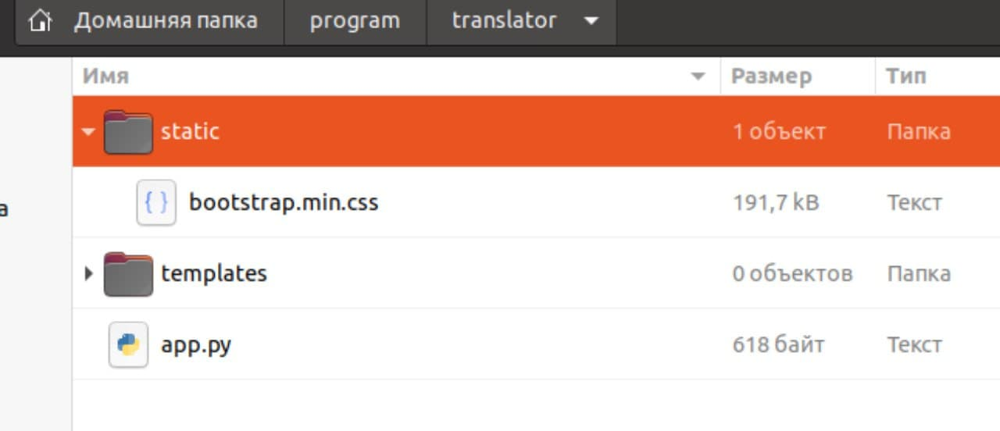 Домашняя папка program translator
Имя Размер Тип
static 1 объект Папка
bootstrap.min.css 191,7 kB Текст
а
templates 0 объектов Папка
app.py 618 байт Текст